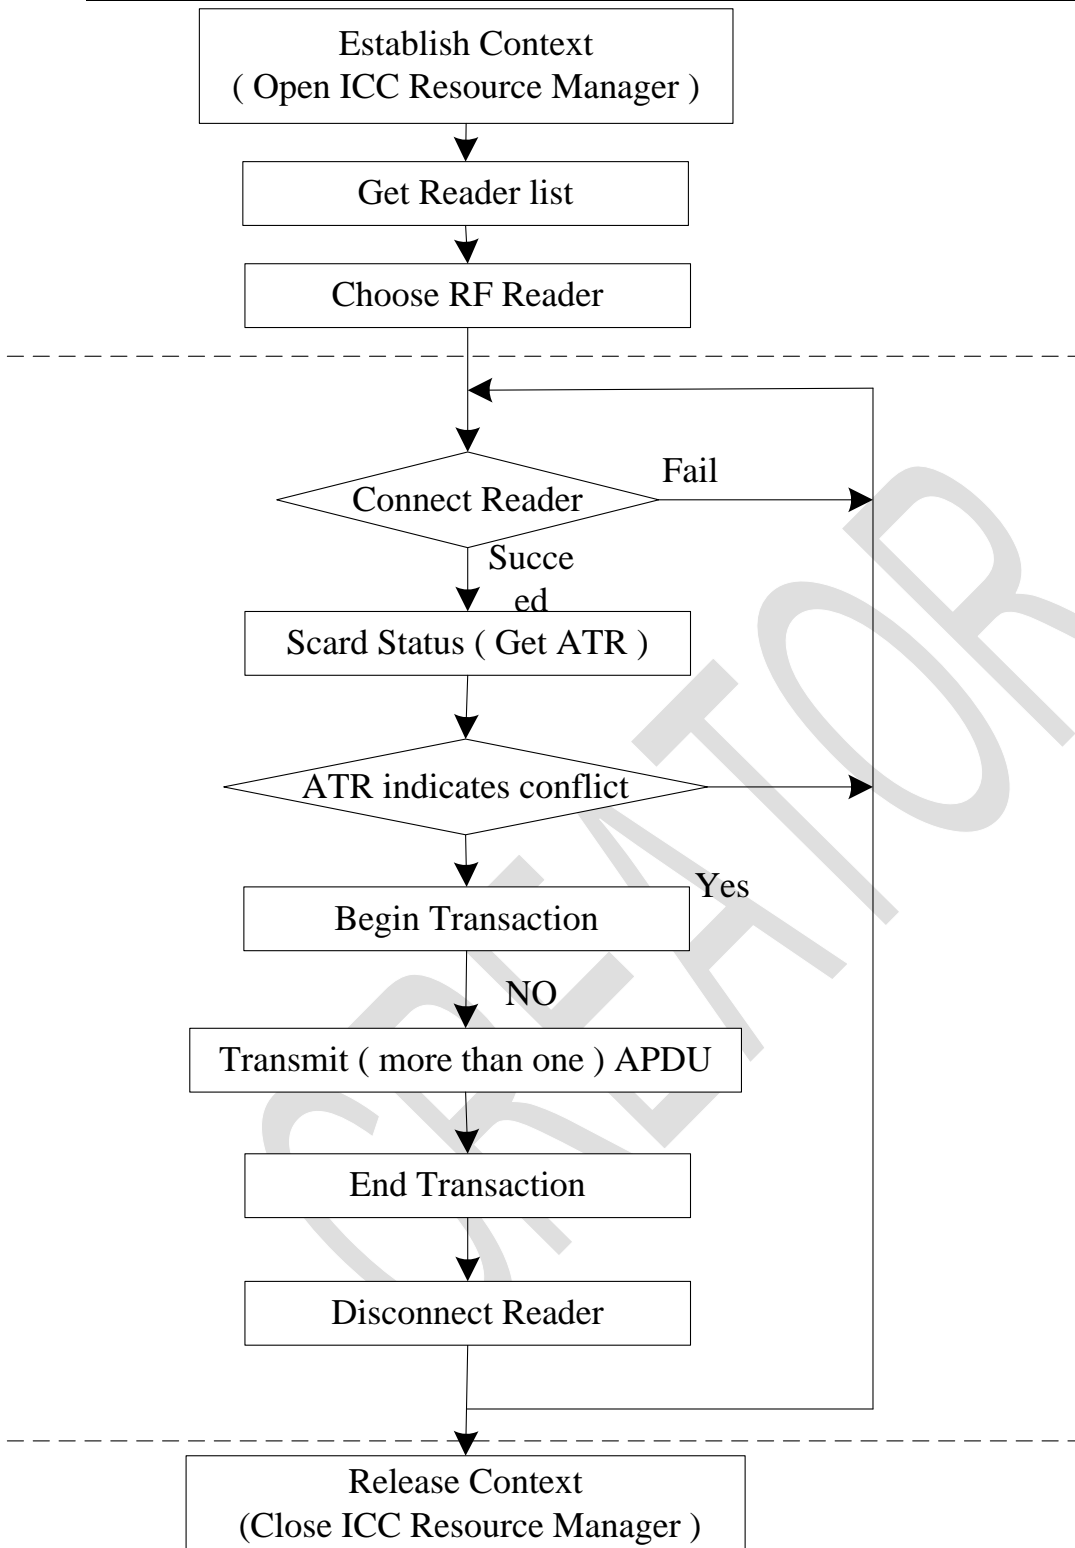 Establish Context
( Open ICC Resource Manager )
Get Reader list
Choose RF Reader
Fail
Connect Reader
Succe
ed
Scard Status ( Get ATR )
ATR indicates conflict
Yes
Begin Transaction
NO
Transmit ( more than one ) APDU
End Transaction
Disconnect Reader
Release Context
(Close ICC Resource Manager )
CREATOR